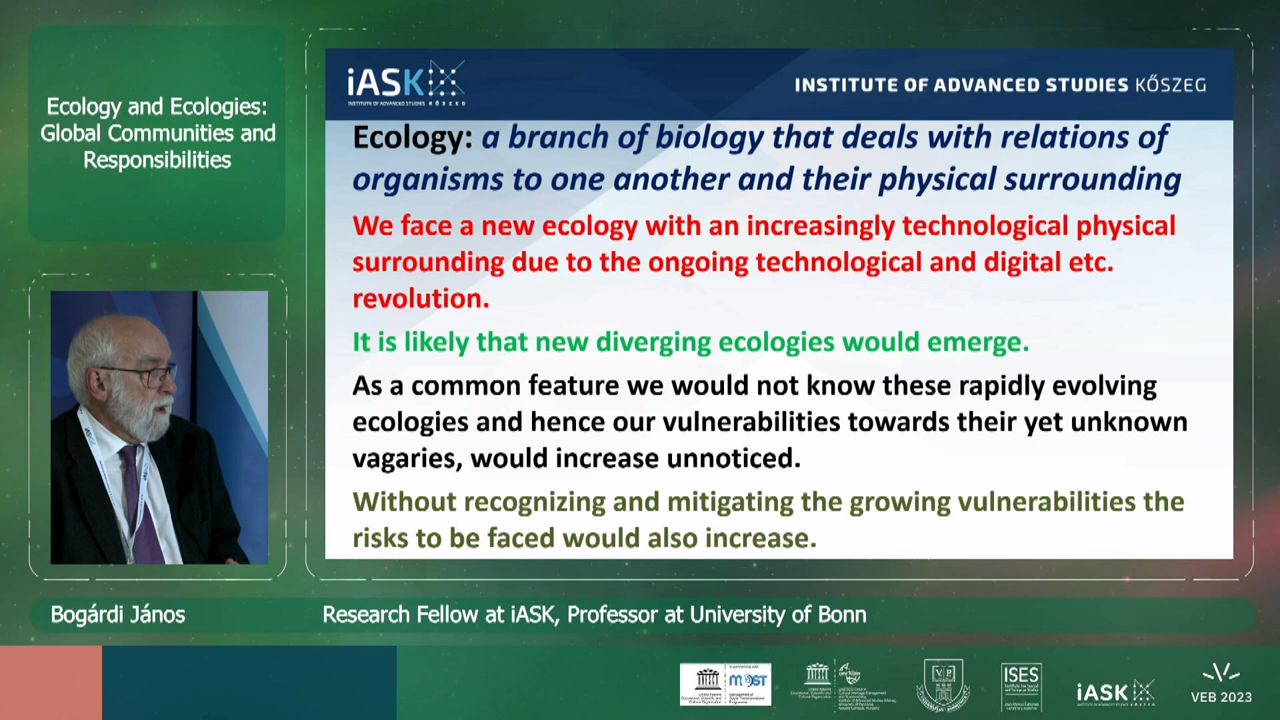 Ecology and Ecologies:
Global Communities and
Responsibilities
iASK
INSTITUTE OF ADVANCED STUDIES KŐSZEG
INSTITUTE OF ADVANCED STUDIES KŐSZEG
Ecology: a branch of biology that deals with relations of
organisms to one another and their physical surrounding
We face a new ecology with an increasingly technological physical
surrounding due to the ongoing technological and digital etc.
revolution.
It is likely that new diverging ecologies would emerge.
As a common feature we would not know these rapidly evolving
ecologies and hence our vulnerabilities towards their yet unknown
vagaries, would increase unnoticed.
Without recognizing and mitigating the growing vulnerabilities the
risks to be faced would also increase.
Bogárdi János
Research Fellow at iASK, Professor at University of Bonn
MOST
ISES
iASK
VEB 2023